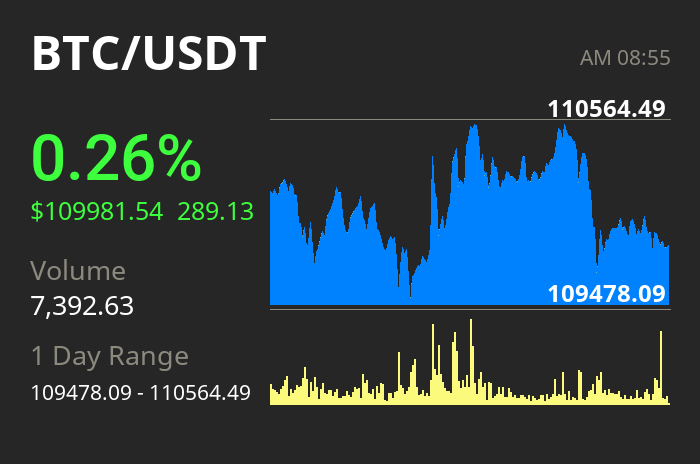 BTC/USDT
AM 08:55
110564.49
0.26%
$109981.54 289.13
Volume
7,392.63
109478.09
1 Day Range
109478.09 - 110564.49